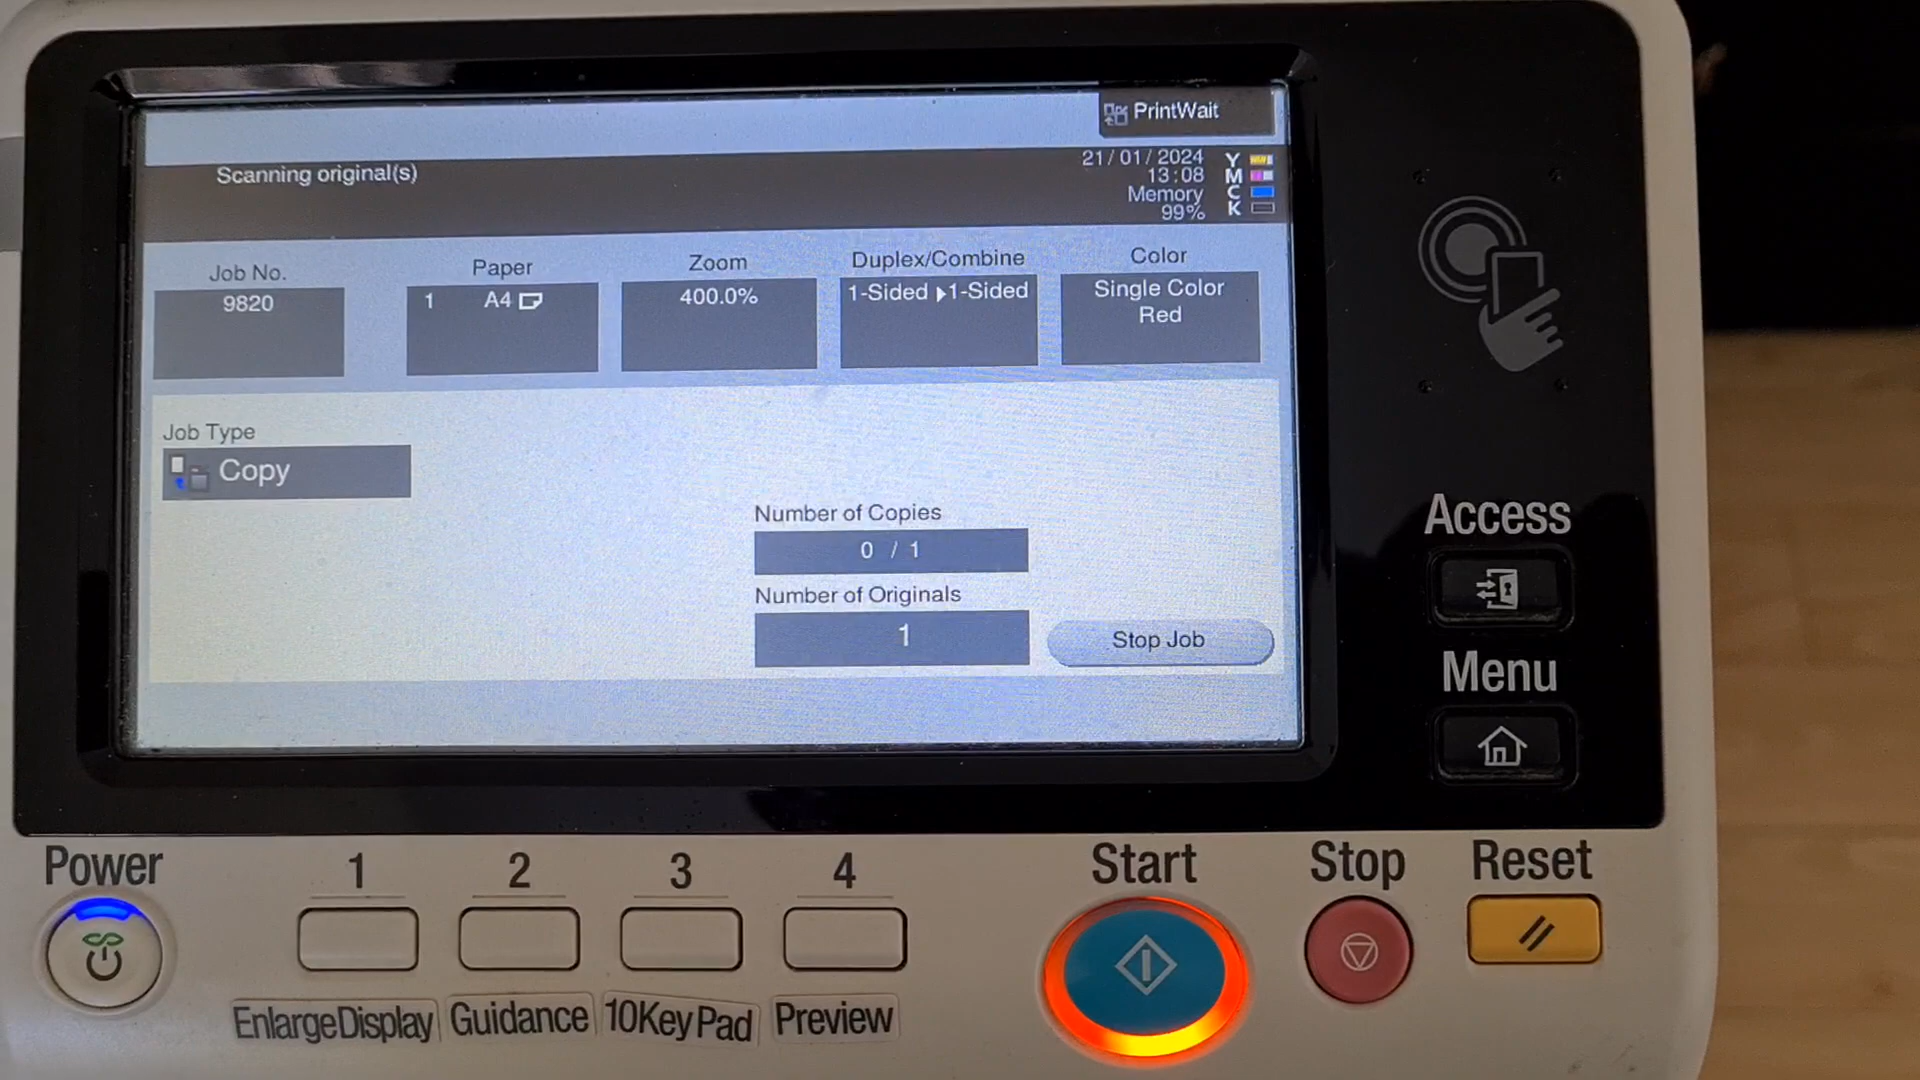 PrintWait
Scanning original(s)
21/01/2024
13:08
Memory
99%
Y
M
C
K
Job No.
9820
Paper
1 A4
Zoom
400.0%
Duplex/Combine
1-Sided ▶ 1-Sided
Color
Single Color
Red
Job Type
Copy
Number of Copies
0 / 1
Number of Originals
1
Stop Job
Access
Menu
Power
1
2
3
4
Start
Stop
Reset
EnlargeDisplay
Guidance
10KeyPad
Preview